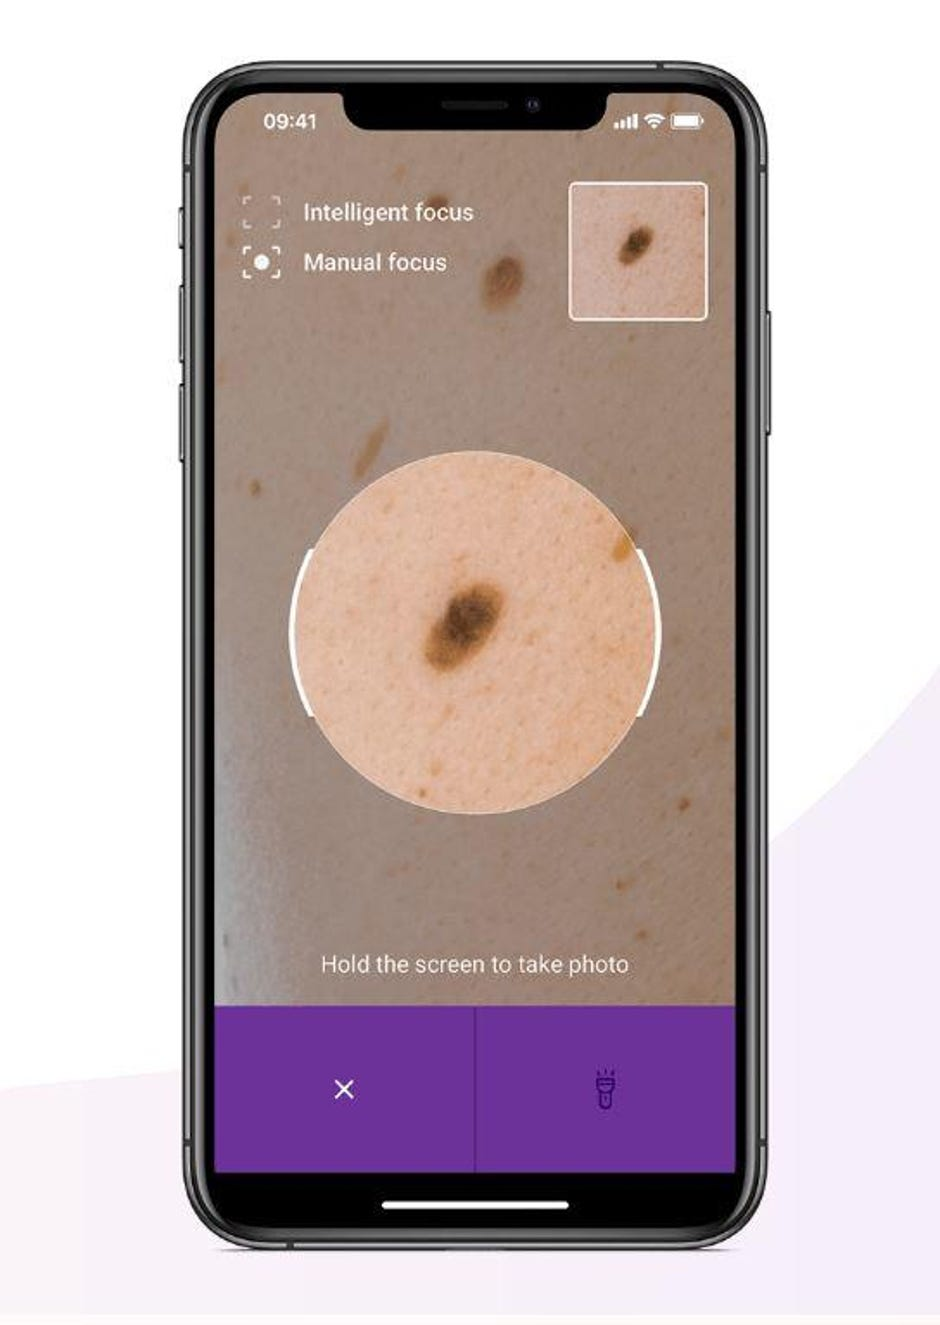 09:41
Intelligent focus
Manual focus
Hold the screen to take photo